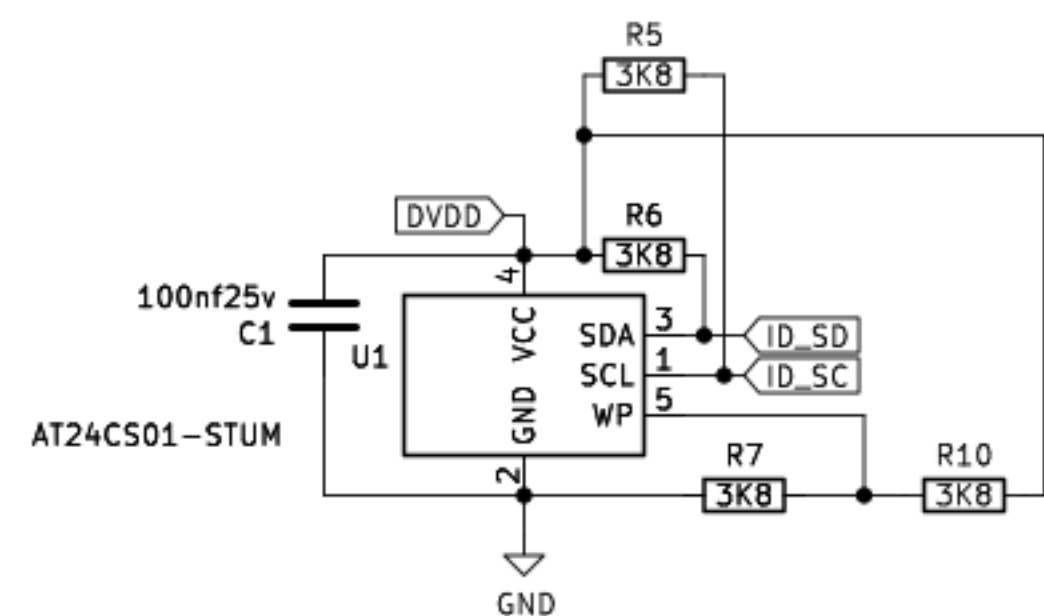 R5
3K8
DVDD
R6
3K8
4
100nf25v
C1
U1
VCC
SDA
3
ID_SD
SCL
1
ID_SC
GND
WP
5
AT24CS01-STUM
2
R7
3K8
R10
3K8
GND